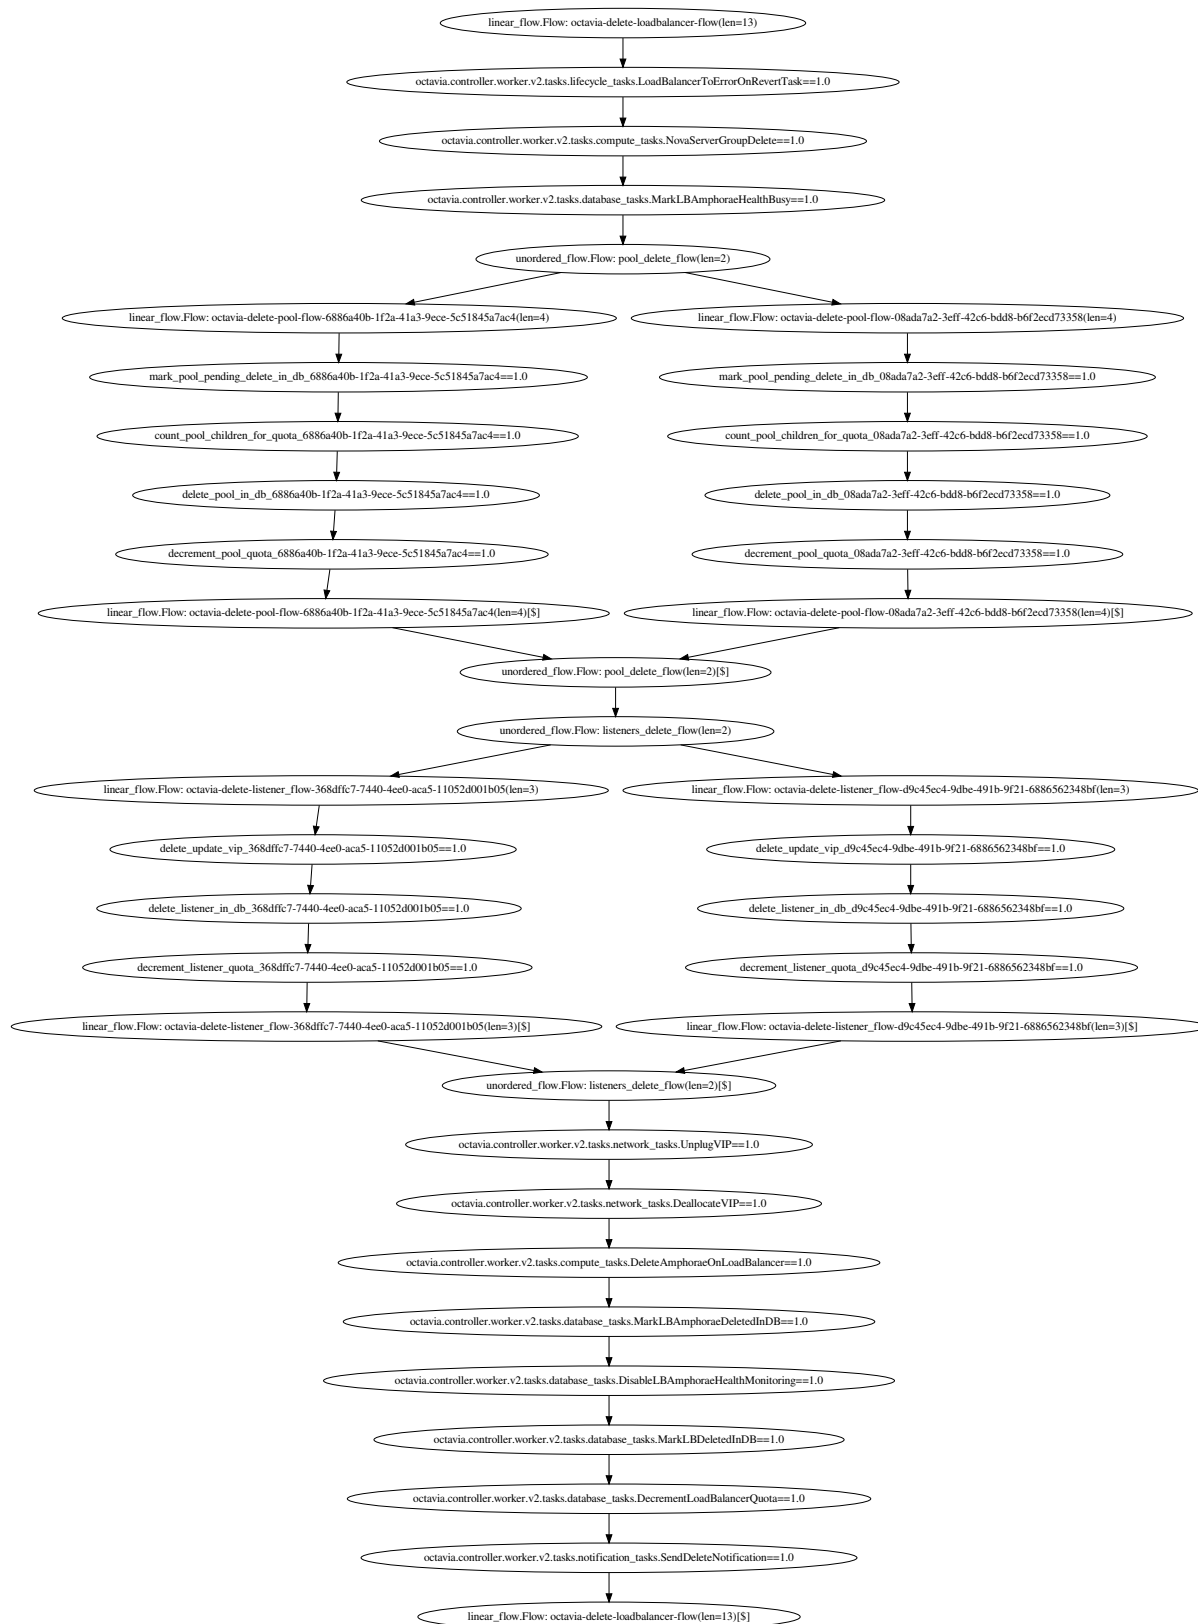 linear_flow.Flow: octavia-delete-loadbalancer-flow(len=13)
octavia.controller.worker.v2.tasks.lifecycle_tasks.LoadBalancerToErrorOnRevertTask==1.0
octavia.controller.worker.v2.tasks.compute_tasks.NovaServerGroupDelete==1.0
octavia.controller.worker.v2.tasks.database_tasks.MarkLBAmphoraeHealthBusy==1.0
unordered_flow.Flow: pool_delete_flow(len=2)
linear_flow.Flow: octavia-delete-pool-flow-6886a40b-1f2a-41a3-9ece-5c51845a7ac4(len=4)
linear_flow.Flow: octavia-delete-pool-flow-08ada7a2-3eff-42c6-bdd8-b6f2ecd73358(len=4)
mark_pool_pending_delete_in_db_6886a40b-1f2a-41a3-9ece-5c51845a7ac4==1.0
mark_pool_pending_delete_in_db_08ada7a2-3eff-42c6-bdd8-b6f2ecd73358==1.0
count_pool_children_for_quota_6886a40b-1f2a-41a3-9ece-5c51845a7ac4==1.0
count_pool_children_for_quota_08ada7a2-3eff-42c6-bdd8-b6f2ecd73358==1.0
delete_pool_in_db_6886a40b-1f2a-41a3-9ece-5c51845a7ac4==1.0
delete_pool_in_db_08ada7a2-3eff-42c6-bdd8-b6f2ecd73358==1.0
decrement_pool_quota_6886a40b-1f2a-41a3-9ece-5c51845a7ac4==1.0
decrement_pool_quota_08ada7a2-3eff-42c6-bdd8-b6f2ecd73358==1.0
linear_flow.Flow: octavia-delete-pool-flow-6886a40b-1f2a-41a3-9ece-5c51845a7ac4(len=4)[$]
linear_flow.Flow: octavia-delete-pool-flow-08ada7a2-3eff-42c6-bdd8-b6f2ecd73358(len=4)[$]
unordered_flow.Flow: pool_delete_flow(len=2)[$]
unordered_flow.Flow: listeners_delete_flow(len=2)
linear_flow.Flow: octavia-delete-listener_flow-368dffc7-7440-4ee0-aca5-11052d001b05(len=3)
linear_flow.Flow: octavia-delete-listener_flow-d9c45ec4-9dbe-491b-9f21-6886562348bf(len=3)
delete_update_vip_368dffc7-7440-4ee0-aca5-11052d001b05==1.0
delete_update_vip_d9c45ec4-9dbe-491b-9f21-6886562348bf==1.0
delete_listener_in_db_368dffc7-7440-4ee0-aca5-11052d001b05==1.0
delete_listener_in_db_d9c45ec4-9dbe-491b-9f21-6886562348bf==1.0
decrement_listener_quota_368dffc7-7440-4ee0-aca5-11052d001b05==1.0
decrement_listener_quota_d9c45ec4-9dbe-491b-9f21-6886562348bf==1.0
linear_flow.Flow: octavia-delete-listener_flow-368dffc7-7440-4ee0-aca5-11052d001b05(len=3)[$]
linear_flow.Flow: octavia-delete-listener_flow-d9c45ec4-9dbe-491b-9f21-6886562348bf(len=3)[$]
unordered_flow.Flow: listeners_delete_flow(len=2)[$]
octavia.controller.worker.v2.tasks.network_tasks.UnplugVIP==1.0
octavia.controller.worker.v2.tasks.network_tasks.DeallocateVIP==1.0
octavia.controller.worker.v2.tasks.compute_tasks.DeleteAmphoraeOnLoadBalancer==1.0
octavia.controller.worker.v2.tasks.database_tasks.MarkLBAmphoraeDeletedInDB==1.0
octavia.controller.worker.v2.tasks.database_tasks.DisableLBAmphoraeHealthMonitoring==1.0
octavia.controller.worker.v2.tasks.database_tasks.MarkLBDeletedInDB==1.0
octavia.controller.worker.v2.tasks.database_tasks.DecrementLoadBalancerQuota==1.0
octavia.controller.worker.v2.tasks.notification_tasks.SendDeleteNotification==1.0
linear_flow.Flow: octavia-delete-loadbalancer-flow(len=13)[$]